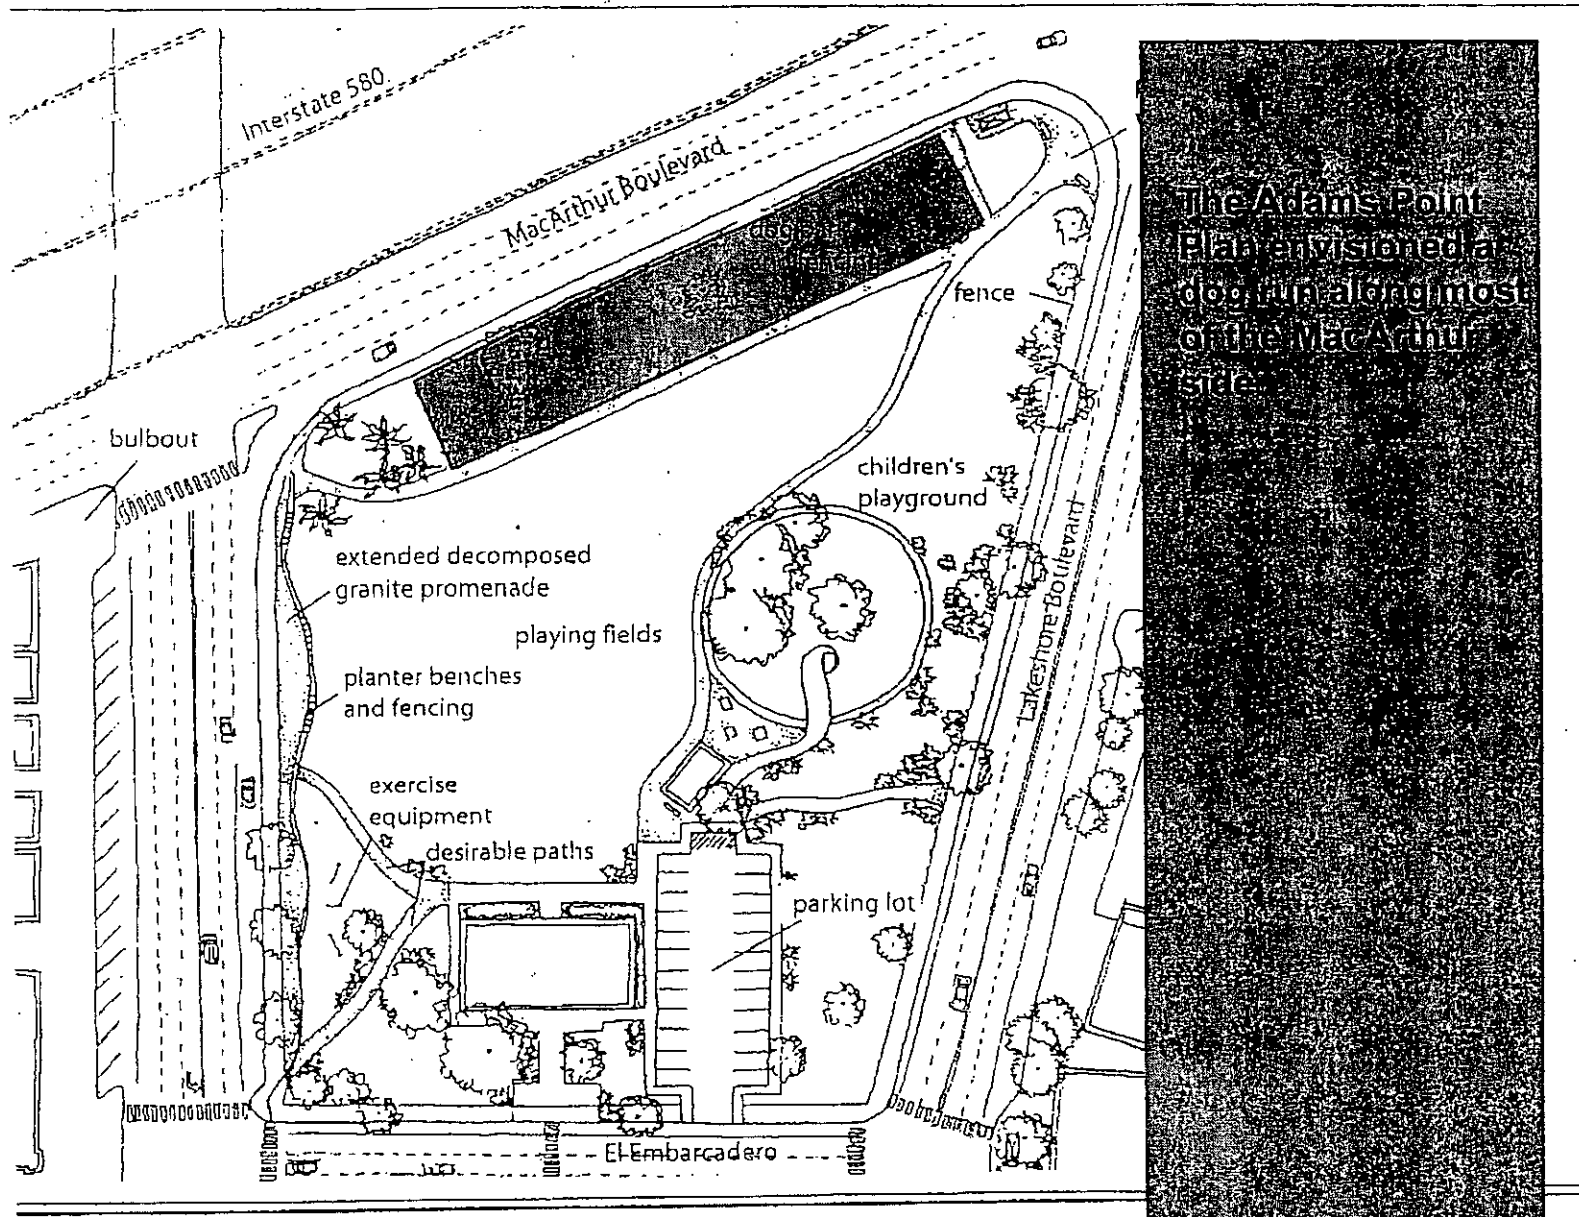 Interstate 580
MacArthur Boulevard
dog
fence
bulbout
children's
playground
extended decomposed
granite promenade
playing fields
Lakeshore Boulevard
planter benches
and fencing
exercise
equipment
desirable paths
parking lot
El Embarcadero
The Adams Point
Plan envisioned a
dog run along most
of the MacArthur
side.